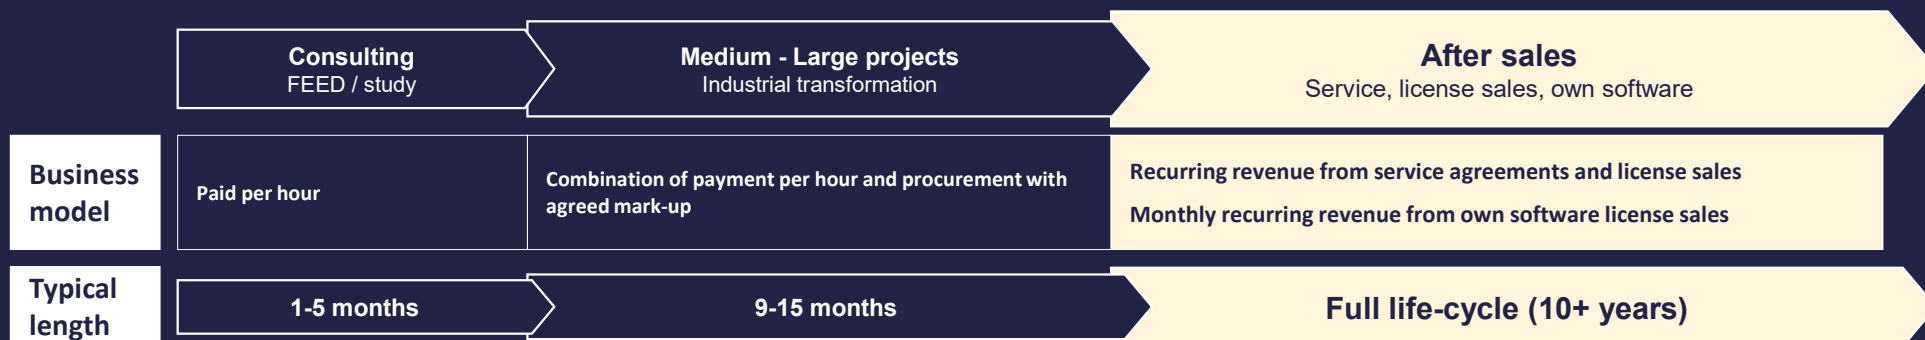 Consulting
FEED / study
Medium - Large projects
Industrial transformation
After sales
Service, license sales, own software
Business
model
Paid per hour
Combination of payment per hour and procurement with
agreed mark-up
Recurring revenue from service agreements and license sales
Monthly recurring revenue from own software license sales
Typical
length
1-5 months
9-15 months
Full life-cycle (10+ years)